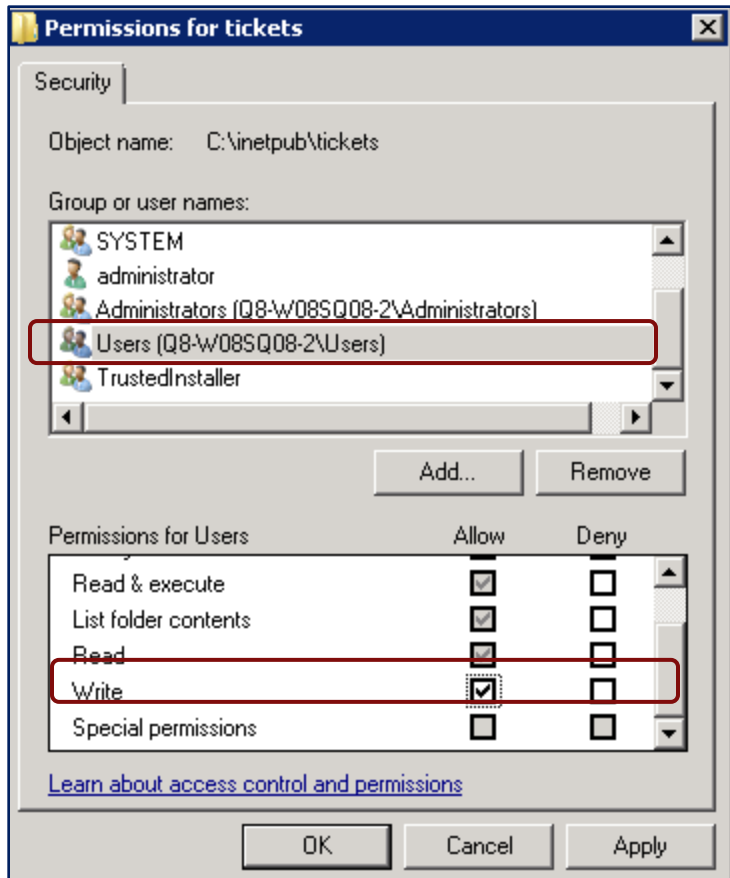 Permissions for tickets
Security
Object name: C:\inetpub\tickets
Group or user names:
SYSTEM
administrator
Administrators (Q8-W08SQ08-2\Administrators)
Users (Q8-W08SQ08-2\Users)
TrustedInstaller
Add... Remove
Permissions for Users Allow Deny
Read & execute
List folder contents
Read
Write
Special permissions
Learn about access control and permissions
OK Cancel Apply